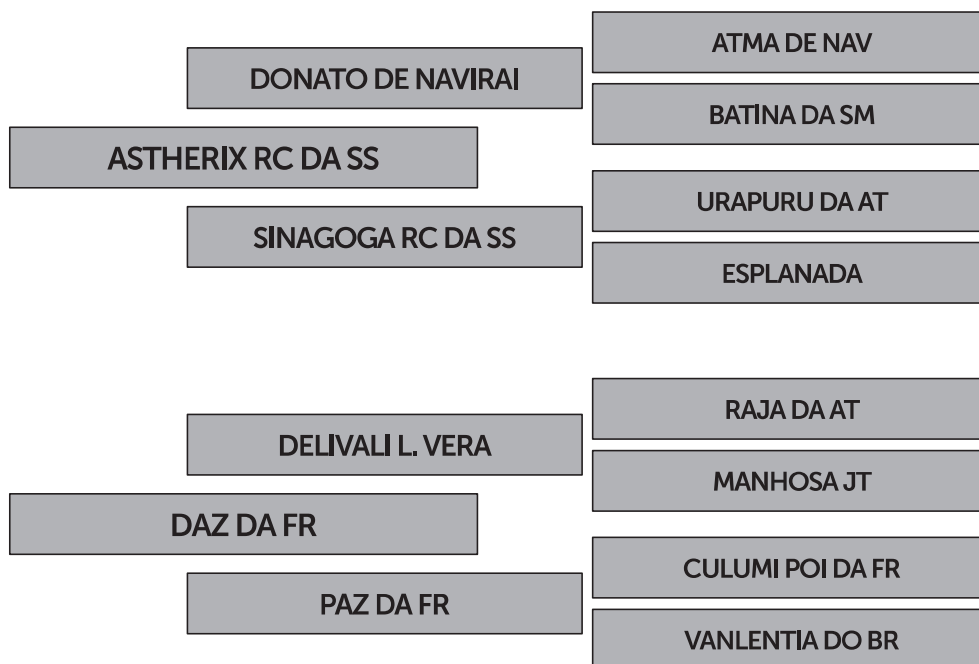 ATMA DE NAV
DONATO DE NAVIRAI
BATINA DA SM
ASTHERIX RC DA SS
URAPURU DA AT
SINAGOGA RC DA SS
ESPLANADA
RAJA DA AT
DELIVALI L. VERA
MANHOSA JT
DAZ DA FR
CULUMI POI DA FR
PAZ DA FR
VANLENTIA DO BR